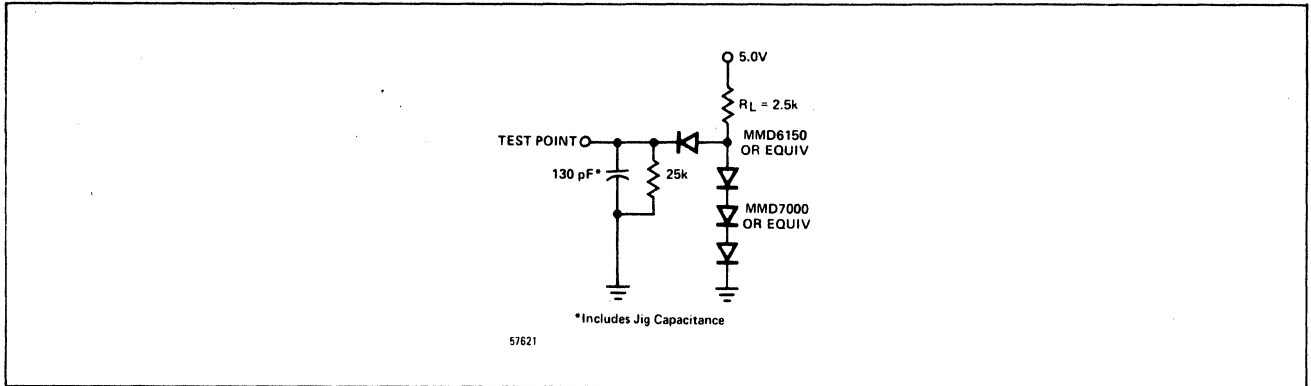 5.0V
RL = 2.5k
TEST POINT
MMD6150
OR EQUIV
130 pF*
25k
MMD7000
OR EQUIV
*Includes Jig Capacitance
57621